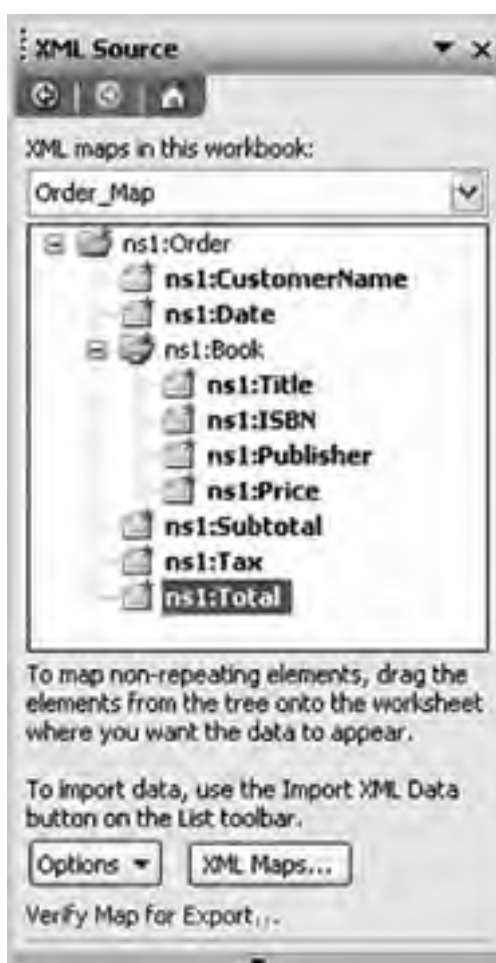 XML Source
XML maps in this workbook:
Order_Map
ns1:Order
ns1:CustomerName
ns1:Date
ns1:Book
ns1:Title
ns1:ISBN
ns1:Publisher
ns1:Price
ns1:Subtotal
ns1:Tax
ns1:Total
To map non-repeating elements, drag the
elements from the tree onto the worksheet
where you want the data to appear.
To import data, use the Import XML Data
button on the List toolbar.
Options
XML Maps...
Verify Map for Export...